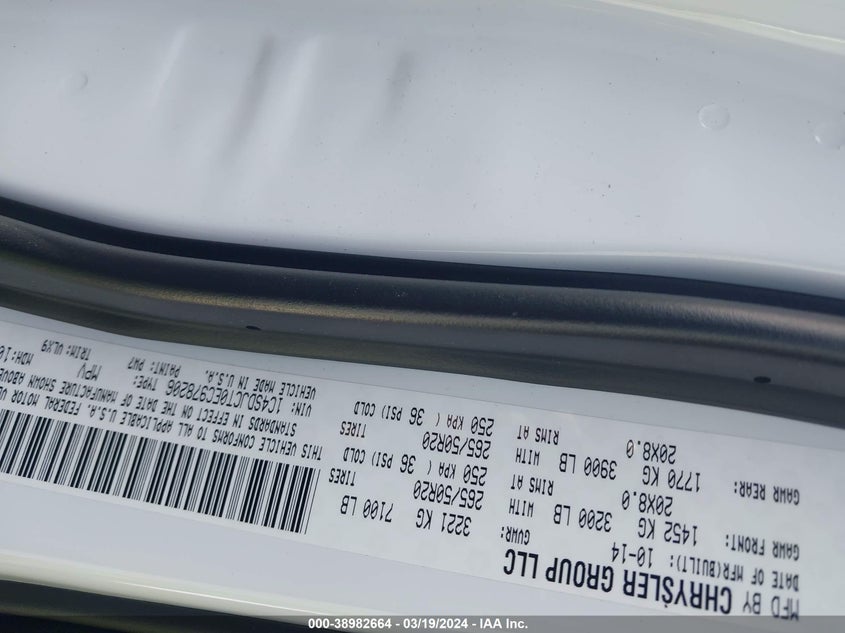 MFD BY CHRYSLER GROUP LLC
DATE OF MFR(BUILT): 10-14 GVWR: 3221 KG 7100 LB
GAWR FRONT: 1452 KG 3200 LB WITH 265/50R20 TIRES
20X8.0 RIMS AT 250 KPA ( 36 PSI) COLD
GAWR REAR: 1770 KG 3900 LB WITH 265/50R20 TIRES
20X8.0 RIMS AT 250 KPA ( 36 PSI) COLD
THIS VEHICLE CONFORMS TO ALL APPLICABLE U.S.A. FEDERAL MOTOR
STANDARDS IN EFFECT ON THE DATE OF MANUFACTURE SHOWN ABOVE
VIN: 1C4SDJCT0EC978206 TYPE: MPV MDH:
VEHICLE MADE IN U.S.A. PAINT: PW7 TRIM: ULX9
000-38982664 - 03/19/2024 - IAA Inc.